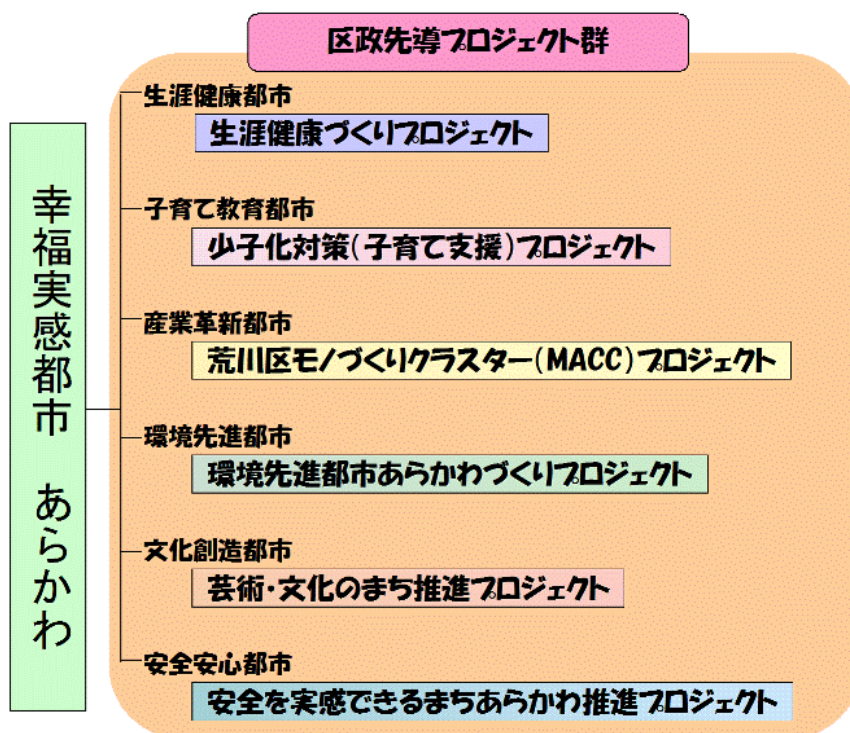 区政先導プロジェクト群
幸福実感都市　あらかわ
生涯健康都市
生涯健康づくりプロジェクト
子育て教育都市
少子化対策(子育て支援)プロジェクト
産業革新都市
荒川区モノづくりクラスター(MACC)プロジェクト
環境先進都市
環境先進都市あらかわづくりプロジェクト
文化創造都市
芸術・文化のまち推進プロジェクト
安全安心都市
安全を実感できるまちあらかわ推進プロジェクト